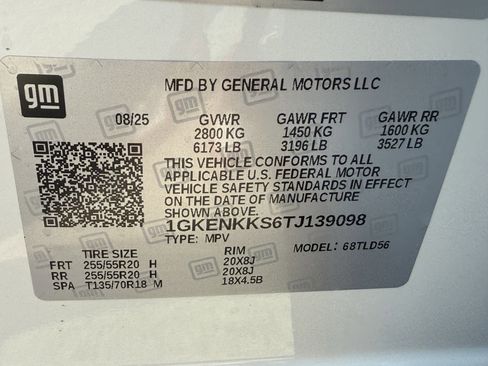 gm
MFD BY GENERAL MOTORS LLC
08/25 GVWR GAWR FRT GAWR RR
2800 KG 1450 KG 1600 KG
6173 LB 3196 LB 3527 LB
THIS VEHICLE CONFORMS TO ALL
APPLICABLE U.S. FEDERAL MOTOR
VEHICLE SAFETY STANDARDS IN EFFECT
ON THE DATE OF MANUFACTURE
SHOWN ABOVE.
1GKENKKS6TJ139098
TYPE: MPV MODEL: 68TLD56
TIRE SIZE RIM
FRT 255/55R20 H 20X8J
RR 255/55R20 H 20X8J
SPA T135/70R18 M 18X4.5B